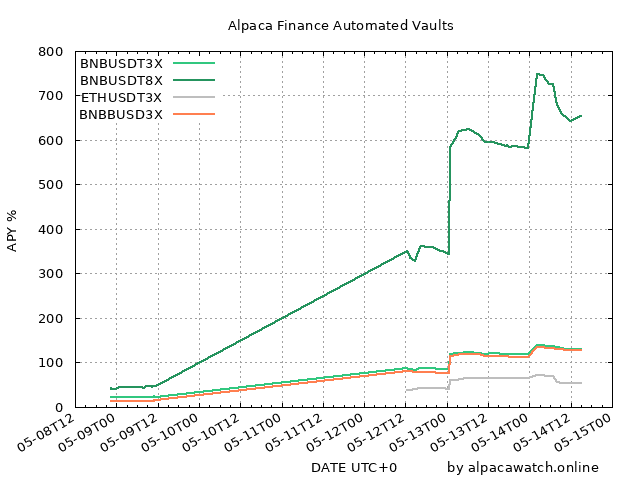 Alpaca Finance Automated Vaults
BNBUSDT3X
BNBUSDT8X
ETHUSDT3X
BNBBUSD3X
APY %
800
700
600
500
400
300
200
100
0
05-08T12
05-09T00
05-09T12
05-10T00
05-10T12
05-11T00
05-11T12
05-12T00
05-12T12
05-13T00
05-13T12
05-14T00
05-14T12
05-15T00
DATE UTC+0
by alpacawatch.online